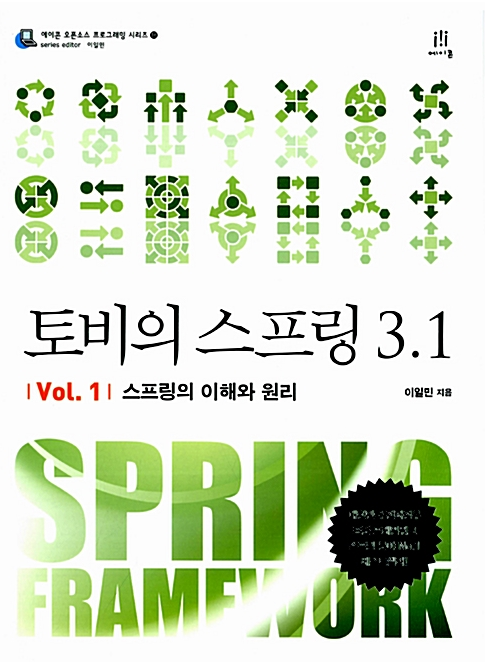 에이콘 오픈소스 프로그래밍 시리즈
series editor 이일민
에이콘
토비의 스프링 3.1
Vol. 1 스프링의 이해와 원리
이일민 지음
SPRING
FRAMEWORK